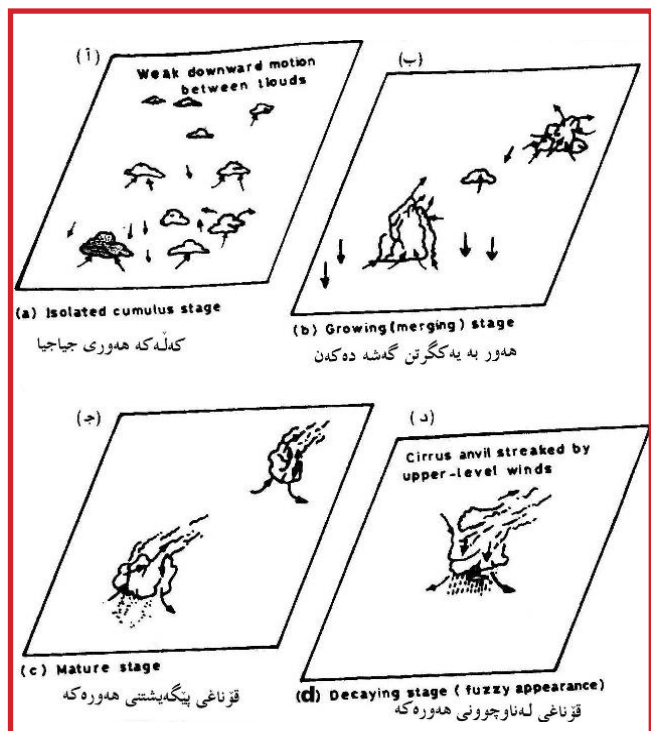 (آ)
Weak downward motion
between tlouds
(a) Isolated cumulus stage
کەڵەکە هەوری جیاجیا
(ب)
(b) Growing (merging) stage
هەور بە یەکگرتن گەشە دەکەن
(ج)
(c) Mature stage
قۆناغی پێگەیشتنی هەورەکە
(د)
Cirrus anvil streaked by
upper-level winds
(d) Decaying stage (fuzzy appearance)
قۆناغی لەناوچوونی هەورەکە